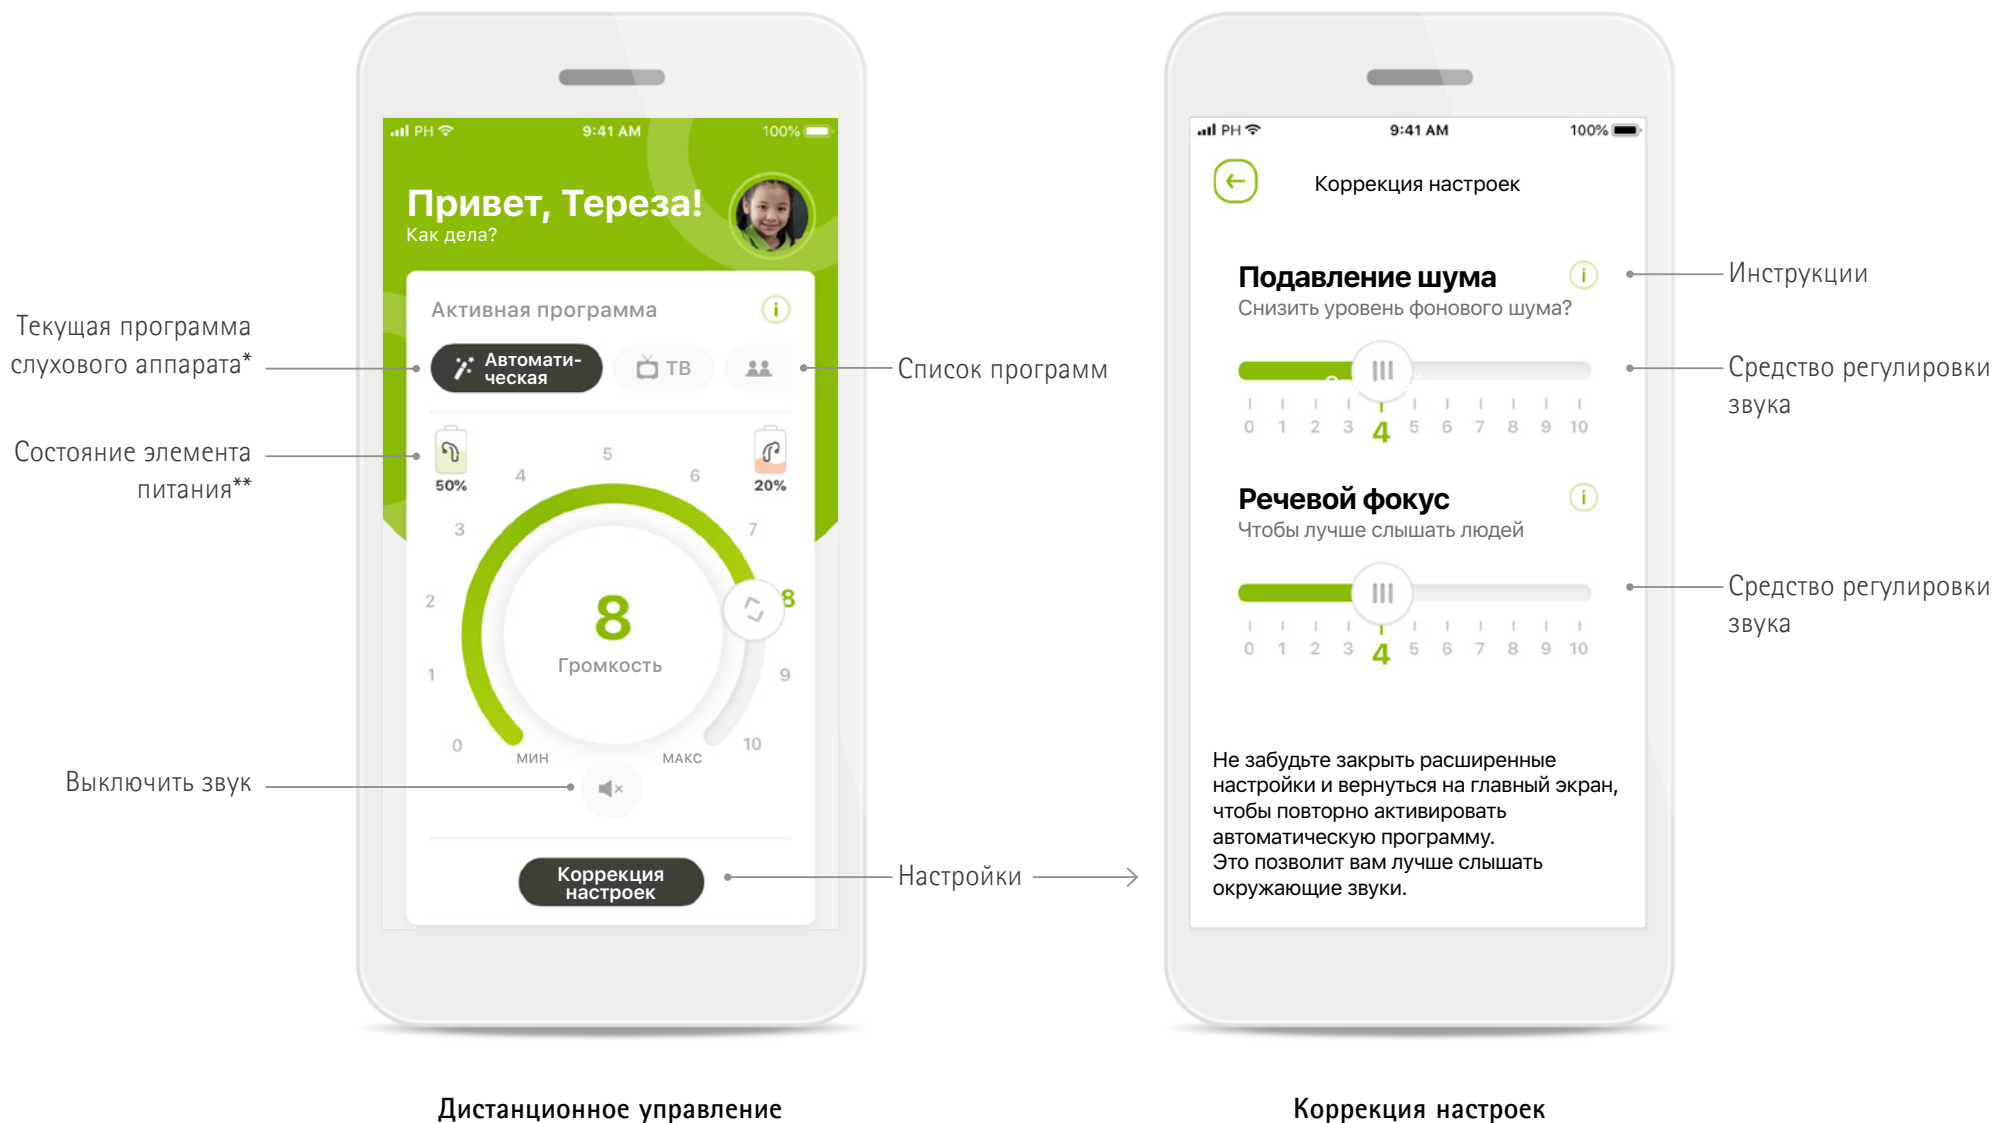 PH
9:41 AM
100%
Привет, Тереза!
Как дела?
Активная программа
i
Автомати-
ческая
ТВ
50%
20%
0
1
2
3
4
5
6
7
8
9
10
8
Громкость
МИН
МАКС
Коррекция
настроек
Текущая программа
слухового аппарата*
Состояние элемента
питания**
Выключить звук
Список программ
Настройки
Дистанционное управление
PH
9:41 AM
100%
Коррекция настроек
Подавление шума
i
Снизить уровень фонового шума?
0 1 2 3 4 5 6 7 8 9 10
Речевой фокус
i
Чтобы лучше слышать людей
0 1 2 3 4 5 6 7 8 9 10
Не забудьте закрыть расширенные
настройки и вернуться на главный экран,
чтобы повторно активировать
автоматическую программу.
Это позволит вам лучше слышать
окружающие звуки.
Инструкции
Средство регулировки
звука
Средство регулировки
звука
Коррекция настроек